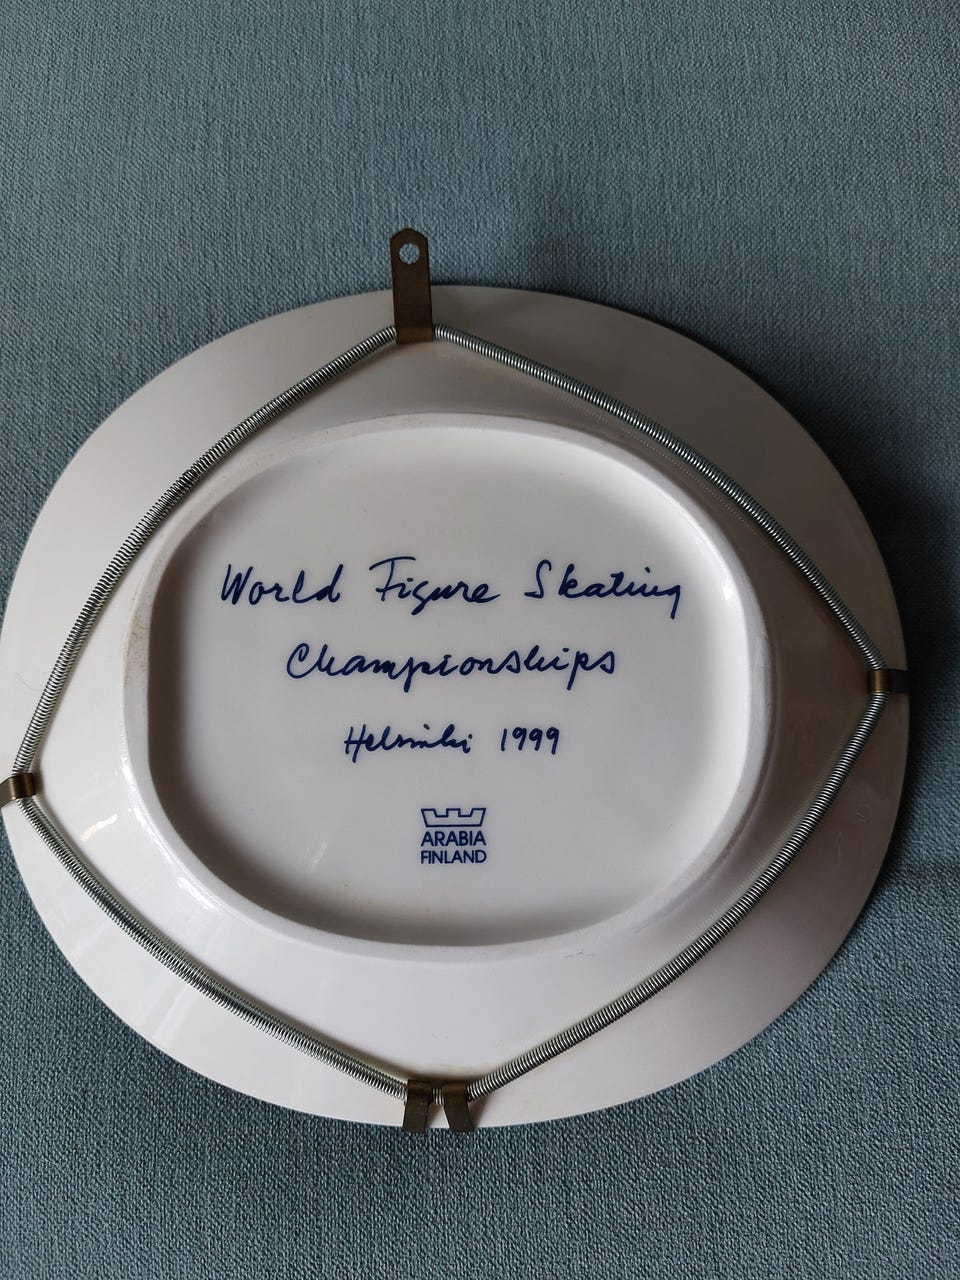 World Figure Skating
Championships
Helsinki 1999
ARABIA
FINLAND